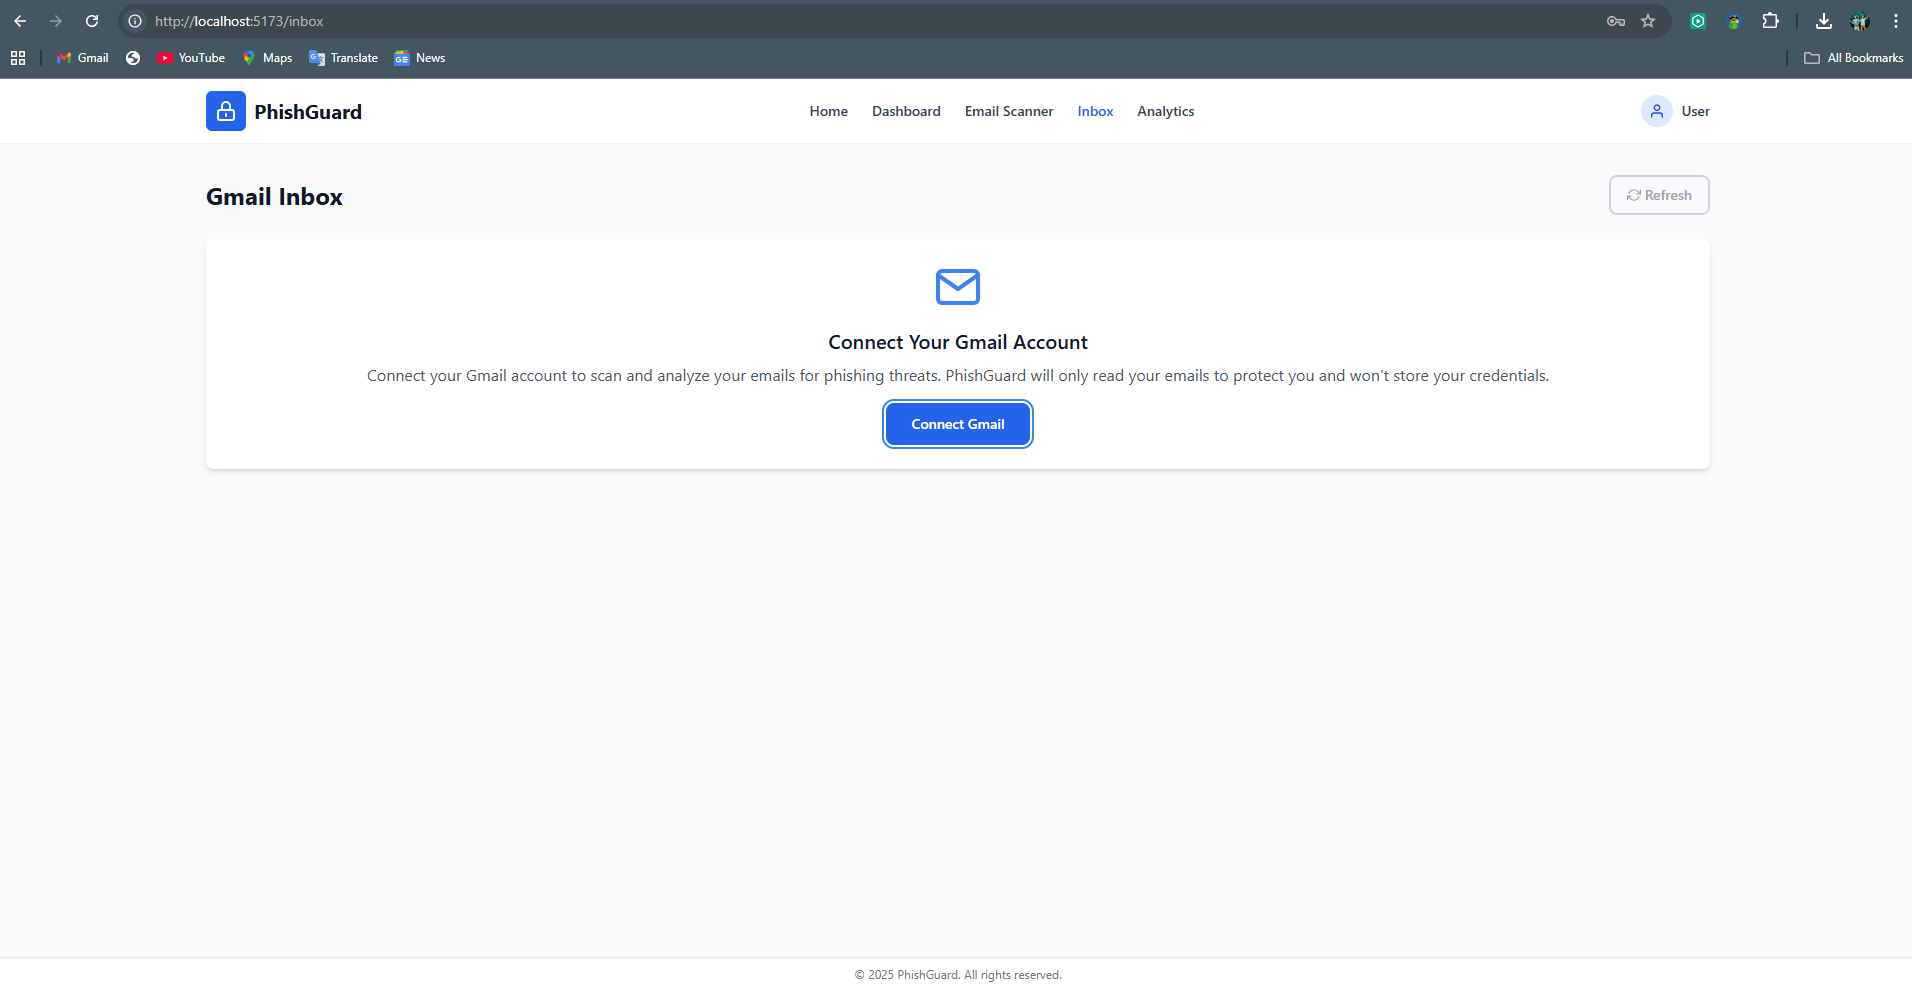 http://localhost:5173/inbox
Gmail YouTube Maps Translate News All Bookmarks
PhishGuard Home Dashboard Email Scanner Inbox Analytics User
Gmail Inbox Refresh
Connect Your Gmail Account
Connect your Gmail account to scan and analyze your emails for phishing threats. PhishGuard will only read your emails to protect you and won't store your credentials.
Connect Gmail
© 2025 PhishGuard. All rights reserved.